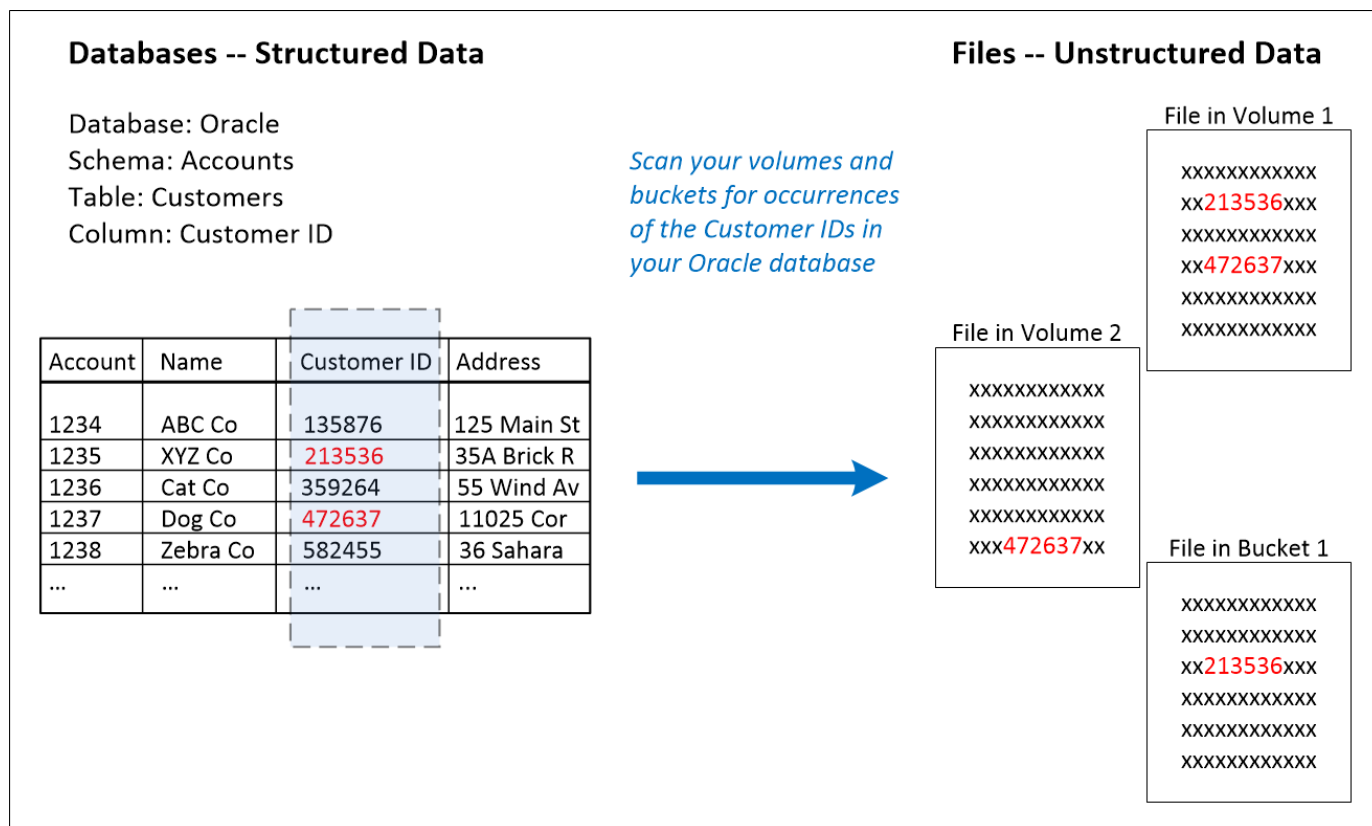 Databases -- Structured Data
Database: Oracle
Schema: Accounts
Table: Customers
Column: Customer ID
Account Name Customer ID Address
1234 ABC Co 135876 125 Main St
1235 XYZ Co 213536 35A Brick R
1236 Cat Co 359264 55 Wind Av
1237 Dog Co 472637 11025 Cor
1238 Zebra Co 582455 36 Sahara
... ... ... ...
Scan your volumes and
buckets for occurrences
of the Customer IDs in
your Oracle database
Files -- Unstructured Data
File in Volume 1
xxxxxxxxxxxx
xx213536xxx
xxxxxxxxxxxx
xx472637xxx
xxxxxxxxxxxx
xxxxxxxxxxxx
File in Volume 2
xxxxxxxxxxxx
xxxxxxxxxxxx
xxxxxxxxxxxx
xxxxxxxxxxxx
xxxxxxxxxxxx
xxx472637xx
File in Bucket 1
xxxxxxxxxxxx
xxxxxxxxxxxx
xx213536xxx
xxxxxxxxxxxx
xxxxxxxxxxxx
xxxxxxxxxxxx